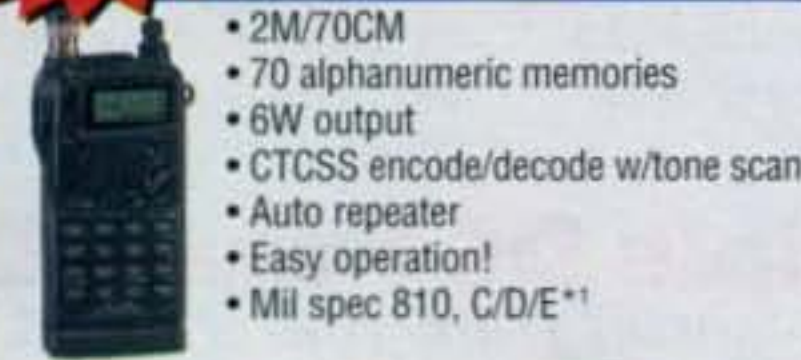 • 2M/70CM
• 70 alphanumeric memories
• 6W output
• CTCSS encode/decode w/tone scan
• Auto repeater
• Easy operation!
• Mil spec 810, C/D/E*1